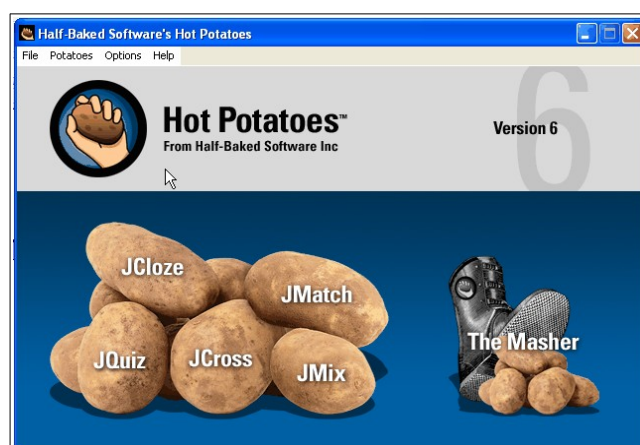 Half-Baked Software's Hot Potatoes
File Potatoes Options Help
Hot Potatoes™
From Half-Baked Software Inc
6
Version 6
JCloze
JMatch
The Masher
JQuiz
JCross
JMix